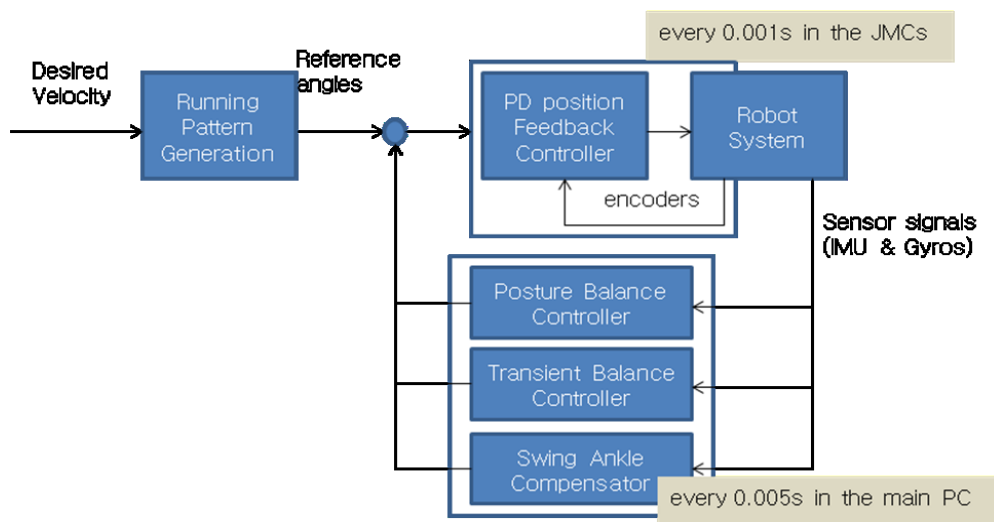 every 0.001s in the JMCs
Desired
Velocity
Reference
angles
Running
Pattern
Generation
PD position
Feedback
Controller
Robot
System
encoders
Sensor signals
(IMU & Gyros)
Posture Balance
Controller
Transient Balance
Controller
Swing Ankle
Compensator
every 0.005s in the main PC